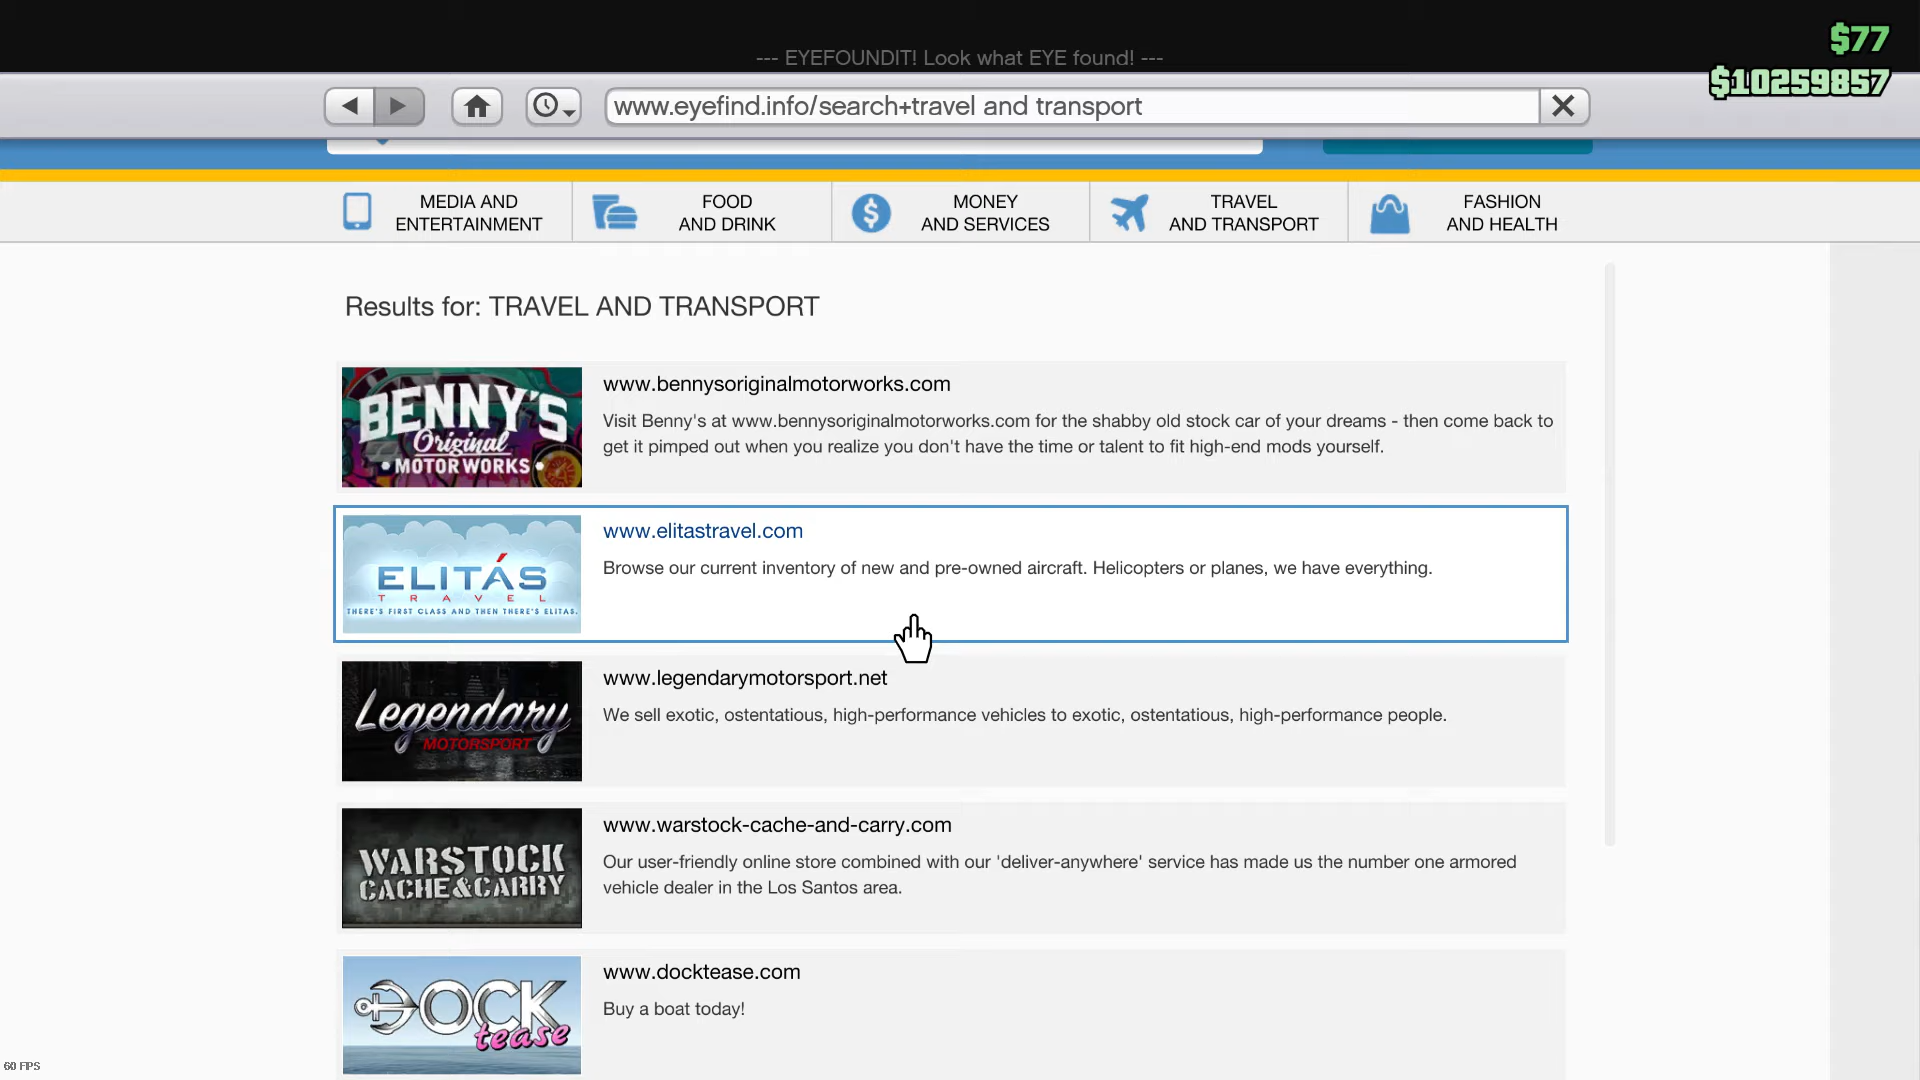 $77
--- EYEFOUNDIT! Look what EYE found! ---
$10259857
www.eyefind.info/search+travel and transport
MEDIA AND
ENTERTAINMENT
FOOD
AND DRINK
MONEY
AND SERVICES
TRAVEL
AND TRANSPORT
FASHION
AND HEALTH
Results for: TRAVEL AND TRANSPORT
BENNY'S
Original
MOTOR WORKS
www.bennysoriginalmotorworks.com
Visit Benny's at www.bennysoriginalmotorworks.com for the shabby old stock car of your dreams - then come back to
get it pimped out when you realize you don't have the time or talent to fit high-end mods yourself.
ELITÁS
TRAVEL
THERE'S FIRST CLASS AND THEN THERE'S ELITAS.
www.elitastravel.com
Browse our current inventory of new and pre-owned aircraft. Helicopters or planes, we have everything.
Legendary
MOTORSPORT
www.legendarymotorsport.net
We sell exotic, ostentatious, high-performance vehicles to exotic, ostentatious, high-performance people.
WARSTOCK
CACHE&CARRY
www.warstock-cache-and-carry.com
Our user-friendly online store combined with our 'deliver-anywhere' service has made us the number one armored
vehicle dealer in the Los Santos area.
DOCK
tease
www.docktease.com
Buy a boat today!
60 FPS